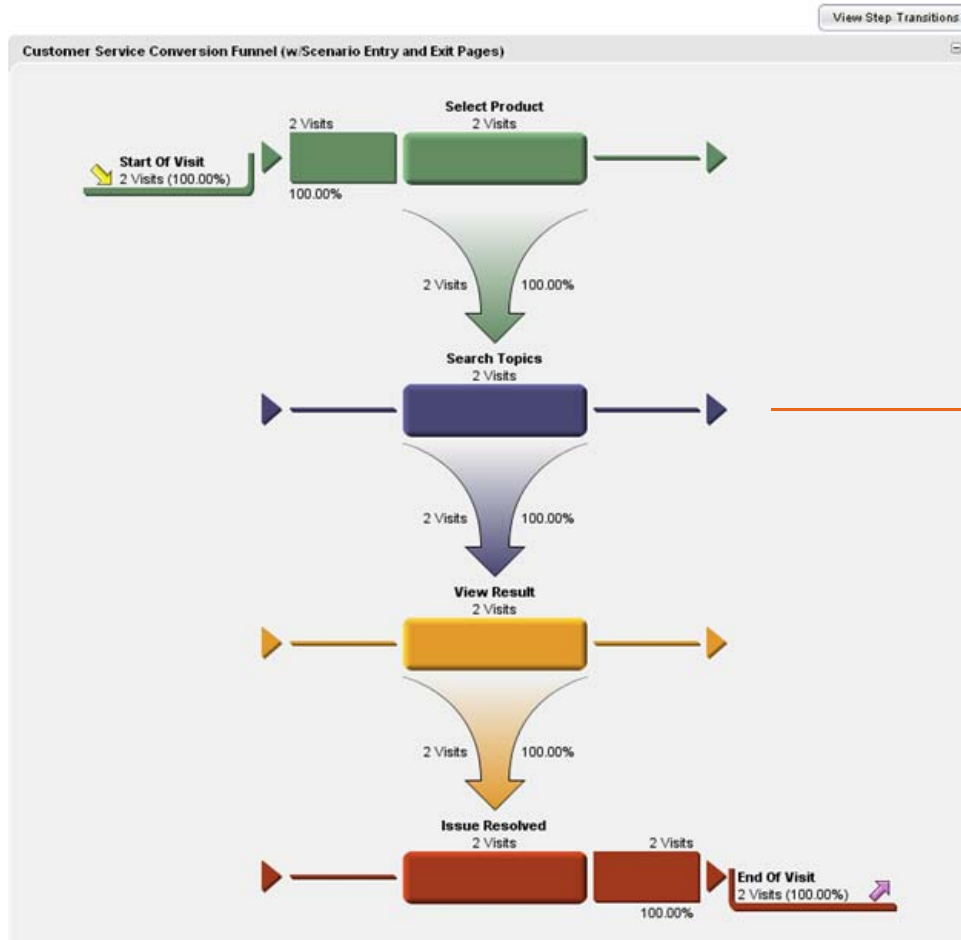 View Step Transitions
Customer Service Conversion Funnel (w/Scenario Entry and Exit Pages)
Select Product
2 Visits
2 Visits
Start Of Visit
2 Visits (100.00%)
100.00%
2 Visits 100.00%
Search Topics
2 Visits
2 Visits 100.00%
View Result
2 Visits
2 Visits 100.00%
Issue Resolved
2 Visits
2 Visits
End Of Visit
2 Visits (100.00%)
100.00%